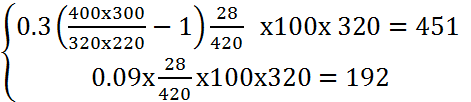 0.3(400x300/320x220 − 1) 28/420 x100x 320 = 451
0.09x 28/420 x100x320 = 192